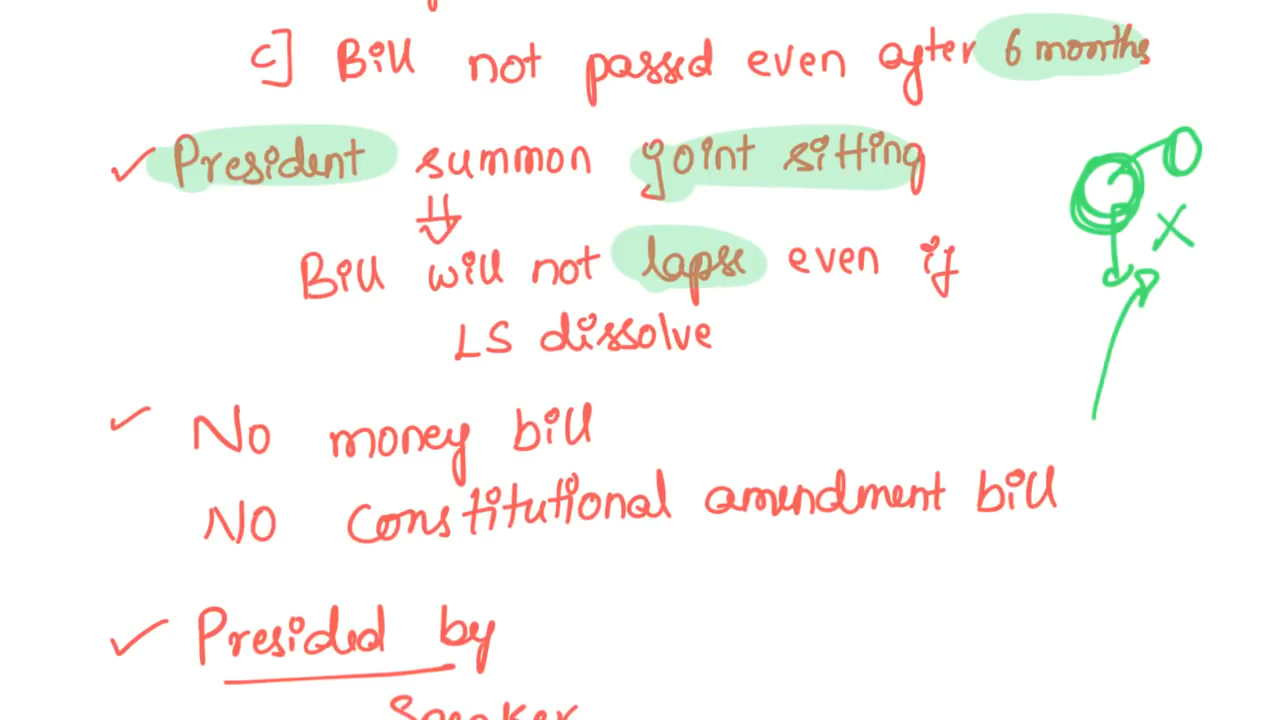 c] Bill not passed even after 6 months
President summon joint sitting
Bill will not lapse even if
LS dissolve
No money bill
NO constitutional amendment bill
Presided by
Speaker